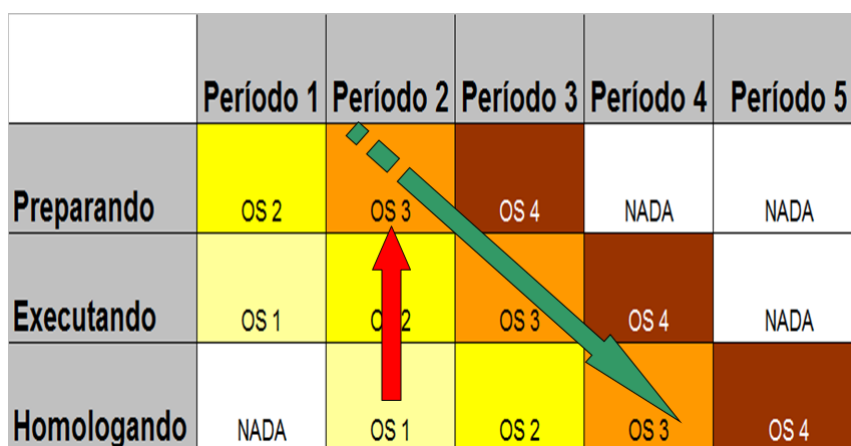 Período 1 Período 2 Período 3 Período 4 Período 5
Preparando OS 2 OS 3 OS 4 NADA NADA
Executando OS 1 2 OS 3 OS 4 NADA
Homologando NADA OS 1 OS 2 OS 3 OS 4